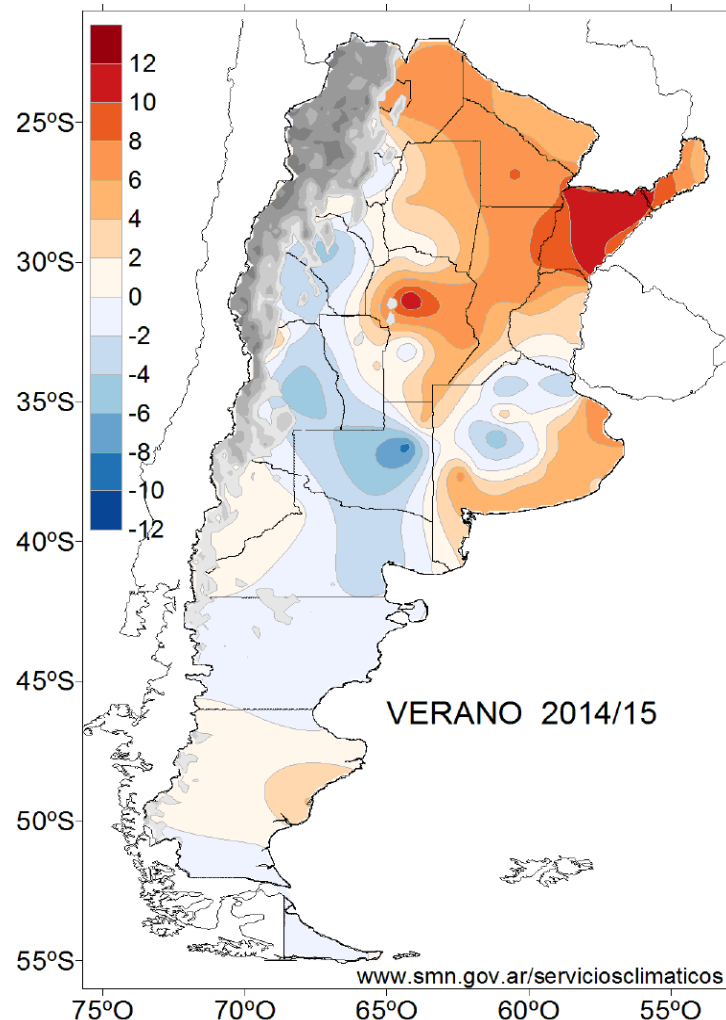 12
10
8
6
4
2
0
-2
-4
-6
-8
-10
-12
25ºS
30ºS
35ºS
40ºS
45ºS
50ºS
55ºS
VERANO 2014/15
www.smn.gov.ar/serviciosclimaticos
75ºO 70ºO 65ºO 60ºO 55ºO